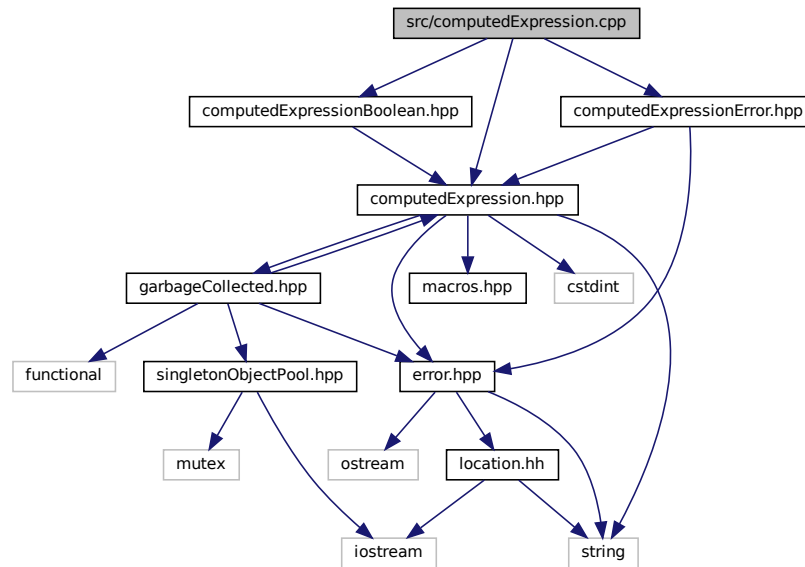 src/computedExpression.cpp
computedExpressionBoolean.hpp
computedExpressionError.hpp
computedExpression.hpp
garbageCollected.hpp
macros.hpp
cstdint
functional
singletonObjectPool.hpp
error.hpp
mutex
ostream
location.hh
iostream
string